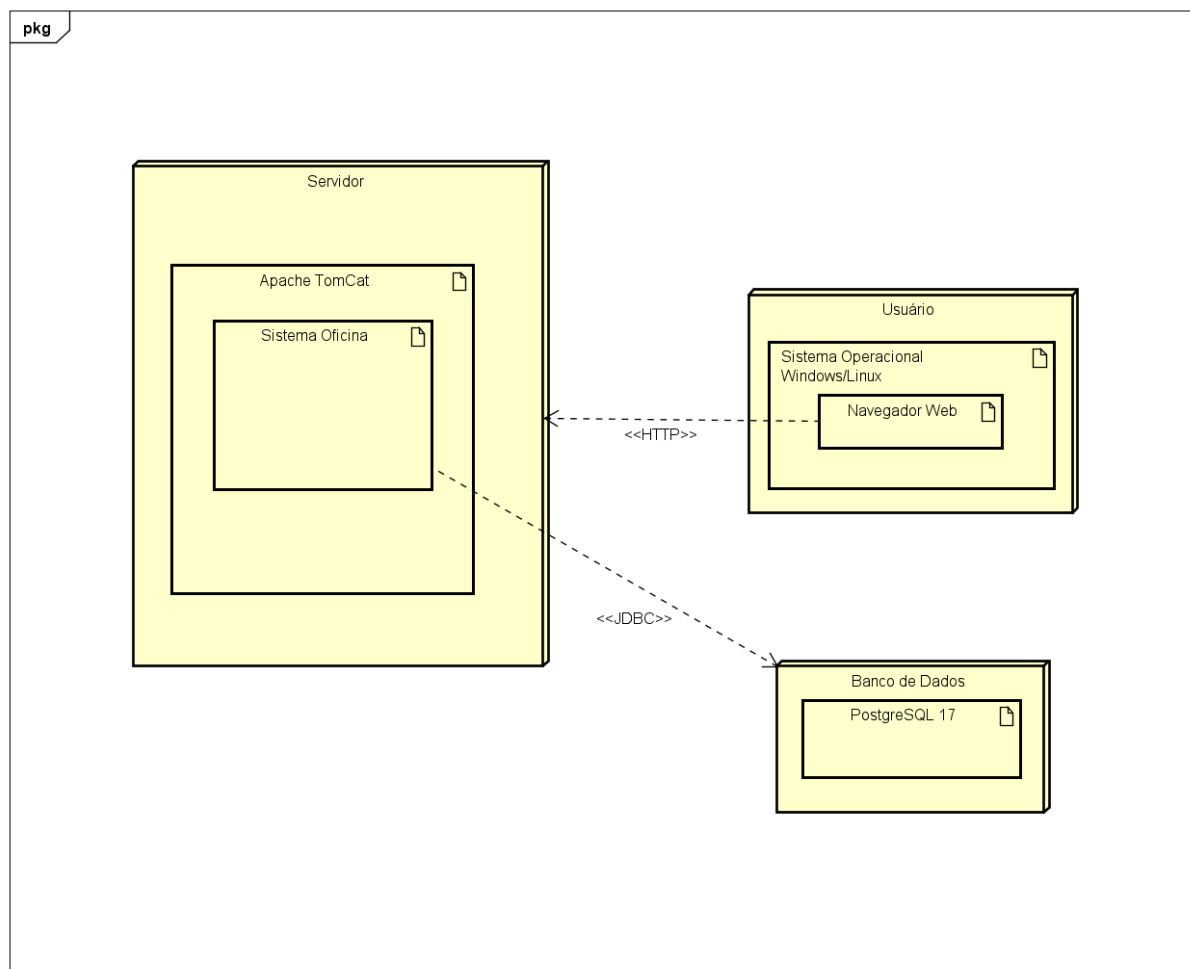 pkg
Servidor
Apache TomCat
Sistema Oficina
Usuário
Sistema Operacional
Windows/Linux
Navegador Web
<<HTTP>>
<<JDBC>>
Banco de Dados
PostgreSQL 17